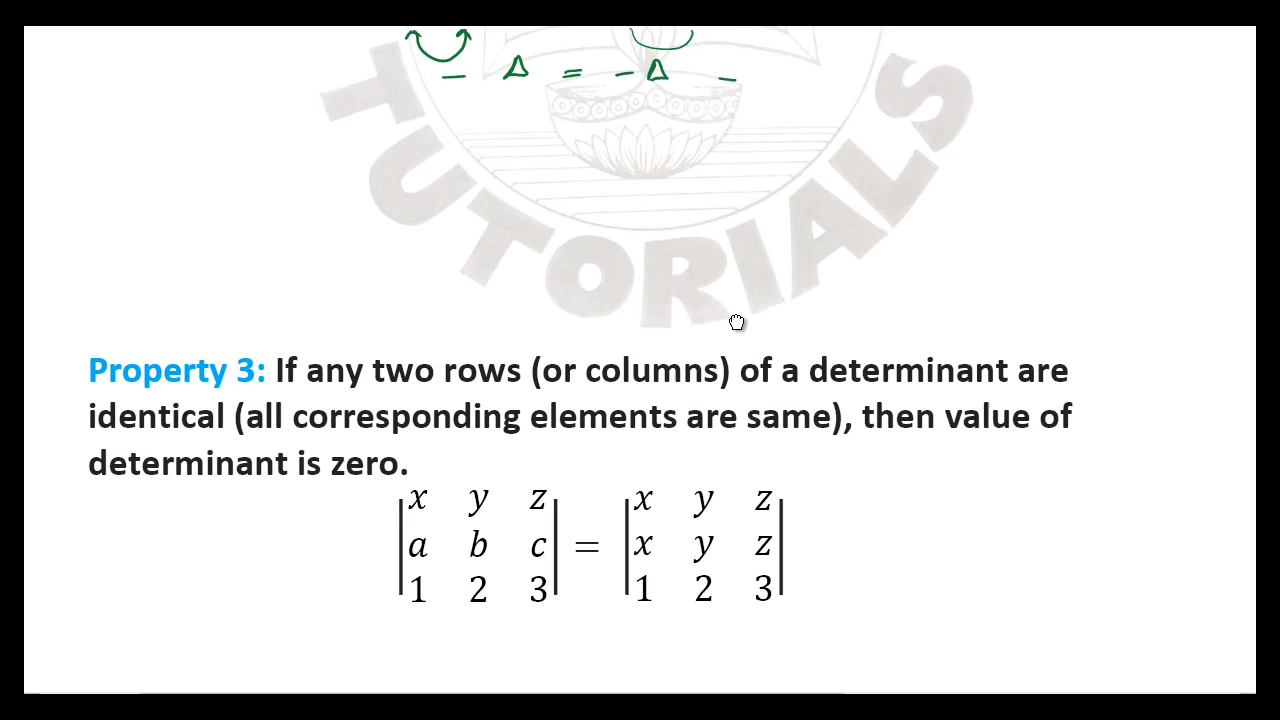 − Δ = − Δ −
TUTORIALS
Property 3: If any two rows (or columns) of a determinant are
identical (all corresponding elements are same), then value of
determinant is zero.
|x y z| |x y z|
|a b c| = |x y z|
|1 2 3| |1 2 3|